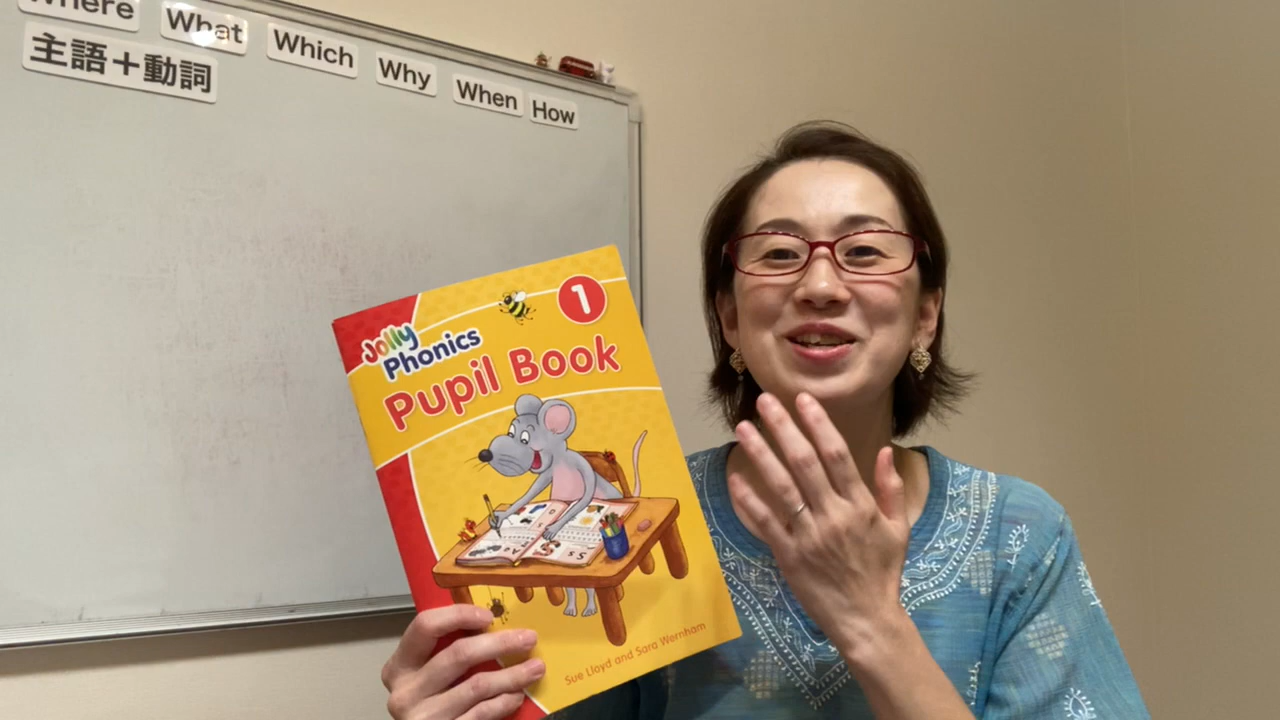 Where
What
Which
Why
When
How
主語＋動詞
Jolly
Phonics
1
Pupil Book
Sue Lloyd and Sara Wernham